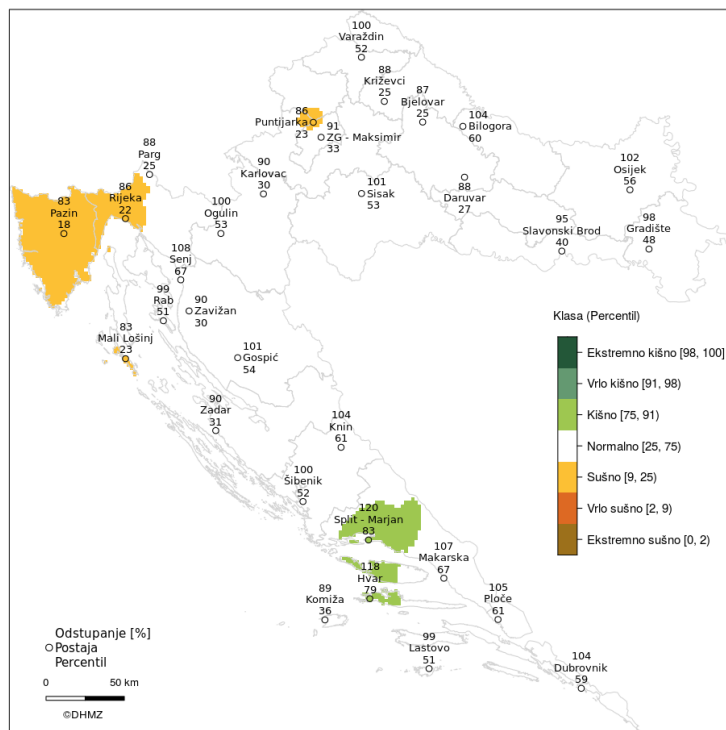 100
Varaždin
52
88
Križevci
25
87
Bjelovar
25
104
Bilogora
60
86
Puntijarka
23
91
ZG - Maksimir
33
88
Parg
25
90
Karlovac
30
101
Sisak
53
88
Daruvar
27
102
Osijek
56
83
Pazin
18
86
Rijeka
22
100
Ogulin
53
95
Slavonski Brod
40
98
Gradište
48
108
Senj
67
99
Rab
51
90
Zavižan
30
83
Mali Lošinj
23
101
Gospić
54
90
Zadar
31
104
Knin
61
100
Šibenik
52
120
Split - Marjan
83
107
Makarska
67
118
Hvar
79
89
Komiža
36
105
Ploče
61
99
Lastovo
51
104
Dubrovnik
59
Klasa (Percentil)
Ekstremno kišno [98, 100]
Vrlo kišno [91, 98)
Kišno [75, 91)
Normalno [25, 75)
Sušno [9, 25)
Vrlo sušno [2, 9)
Ekstremno sušno [0, 2)
Odstupanje [%]
Postaja
Percentil
0 50 km
©DHMZ